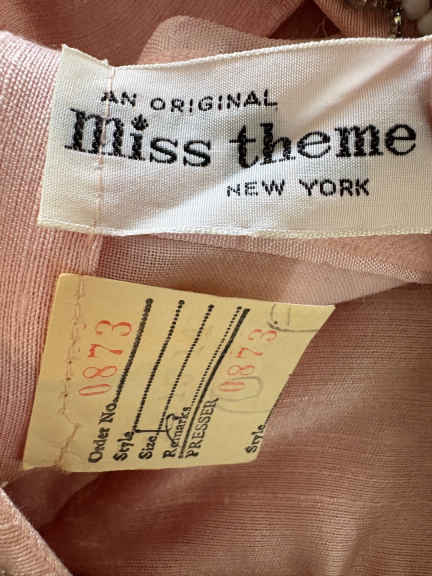 AN ORIGINAL
miss theme
NEW YORK
Order No. 0873
Style
Size
Remarks
PRESSER
0873
Style